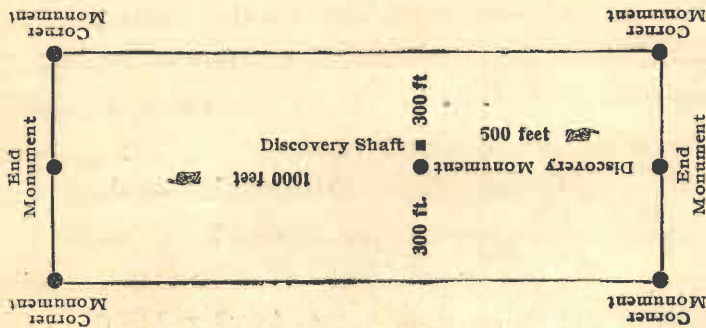 Corner
Monument
Corner
Monument
300 ft
500 feet
Discovery Shaft
End
Monument
Discovery Monument
End
Monument
1000 feet
300 ft.
Corner
Monument
Corner
Monument